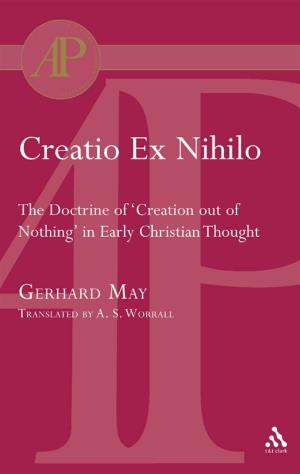 AP
Creatio Ex Nihilo
The Doctrine of ‘Creation out of
Nothing’ in Early Christian Thought
GERHARD MAY
TRANSLATED BY A. S. WORRALL
t&t clark